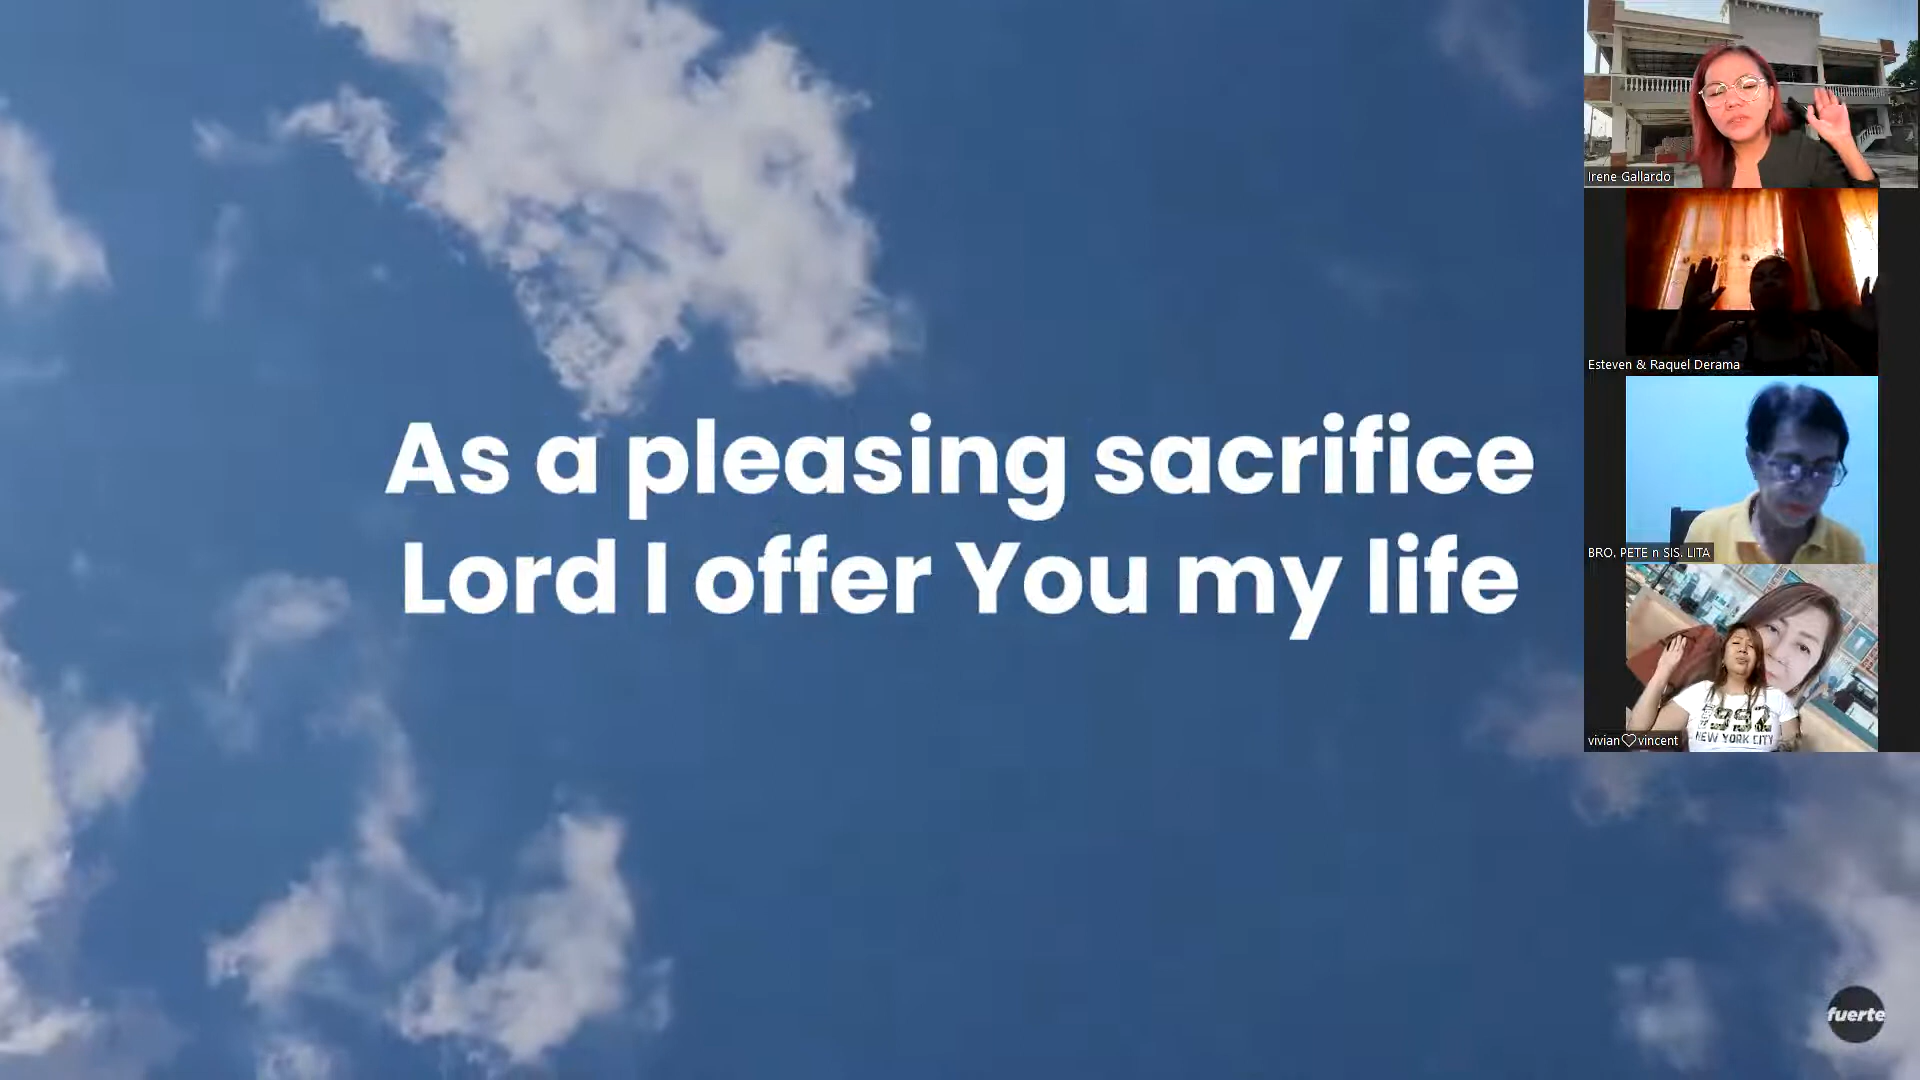 As a pleasing sacrifice
Lord I offer You my life
Irene Gallardo
Esteven & Raquel Derama
BRO. PETE n SIS. LITA
1992
NEW YORK CITY
vivian♡vincent
fuerte